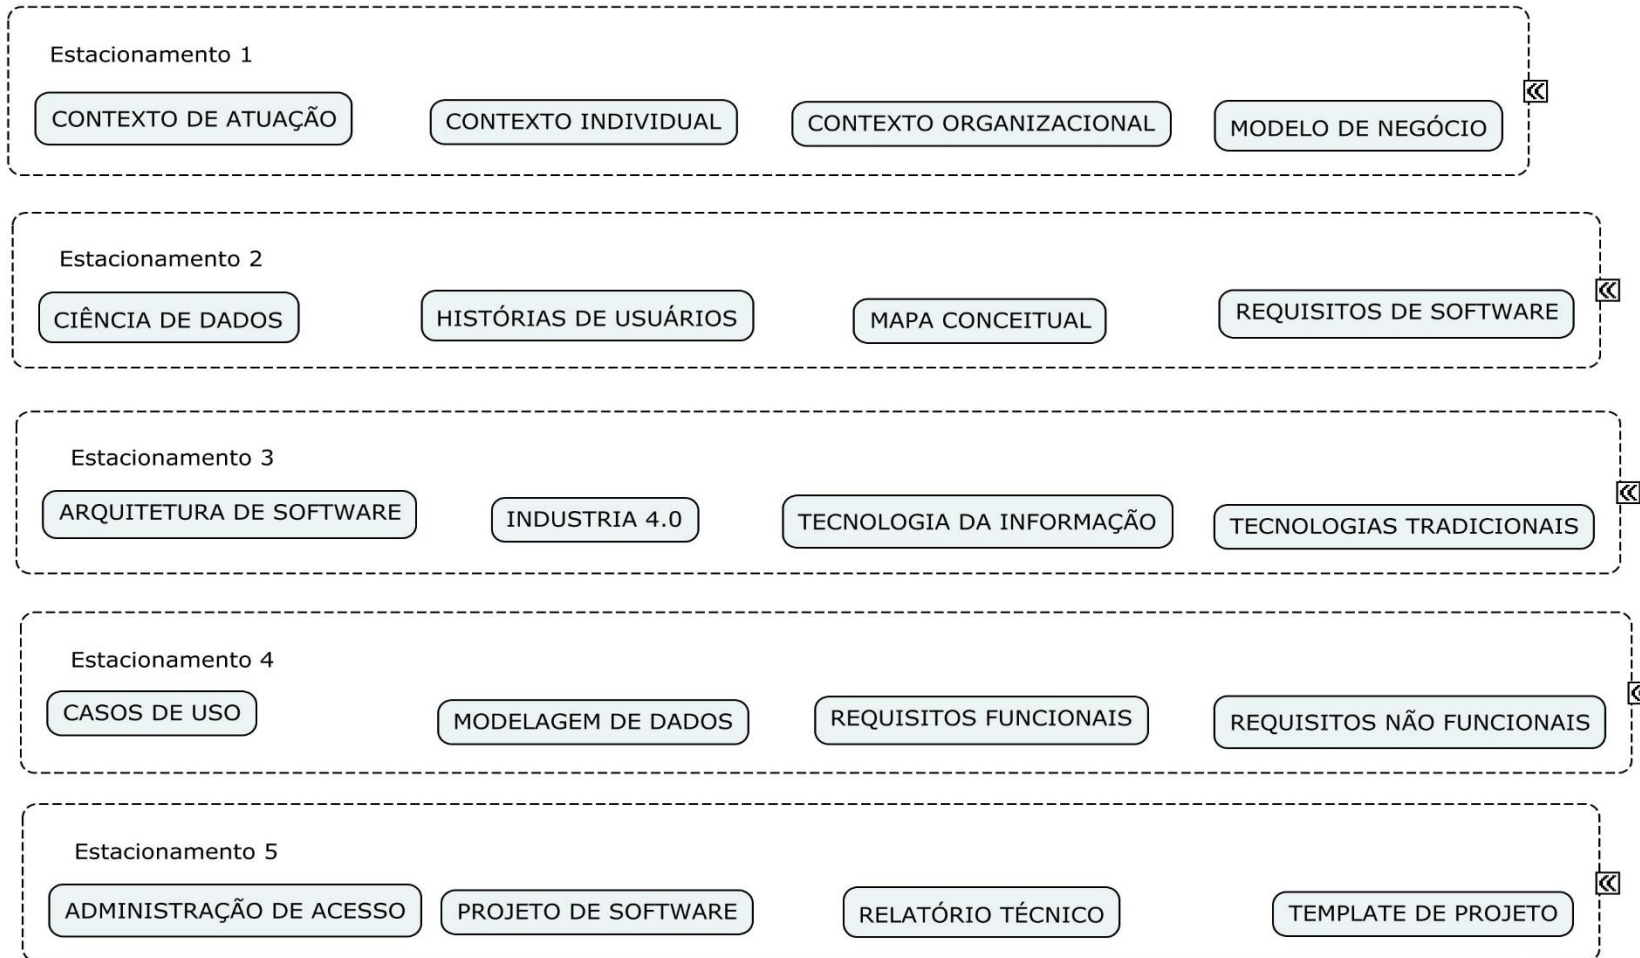 Estacionamento 1
CONTEXTO DE ATUAÇÃO
CONTEXTO INDIVIDUAL
CONTEXTO ORGANIZACIONAL
MODELO DE NEGÓCIO
Estacionamento 2
CIÊNCIA DE DADOS
HISTÓRIAS DE USUÁRIOS
MAPA CONCEITUAL
REQUISITOS DE SOFTWARE
Estacionamento 3
ARQUITETURA DE SOFTWARE
INDUSTRIA 4.0
TECNOLOGIA DA INFORMAÇÃO
TECNOLOGIAS TRADICIONAIS
Estacionamento 4
CASOS DE USO
MODELAGEM DE DADOS
REQUISITOS FUNCIONAIS
REQUISITOS NÃO FUNCIONAIS
Estacionamento 5
ADMINISTRAÇÃO DE ACESSO
PROJETO DE SOFTWARE
RELATÓRIO TÉCNICO
TEMPLATE DE PROJETO